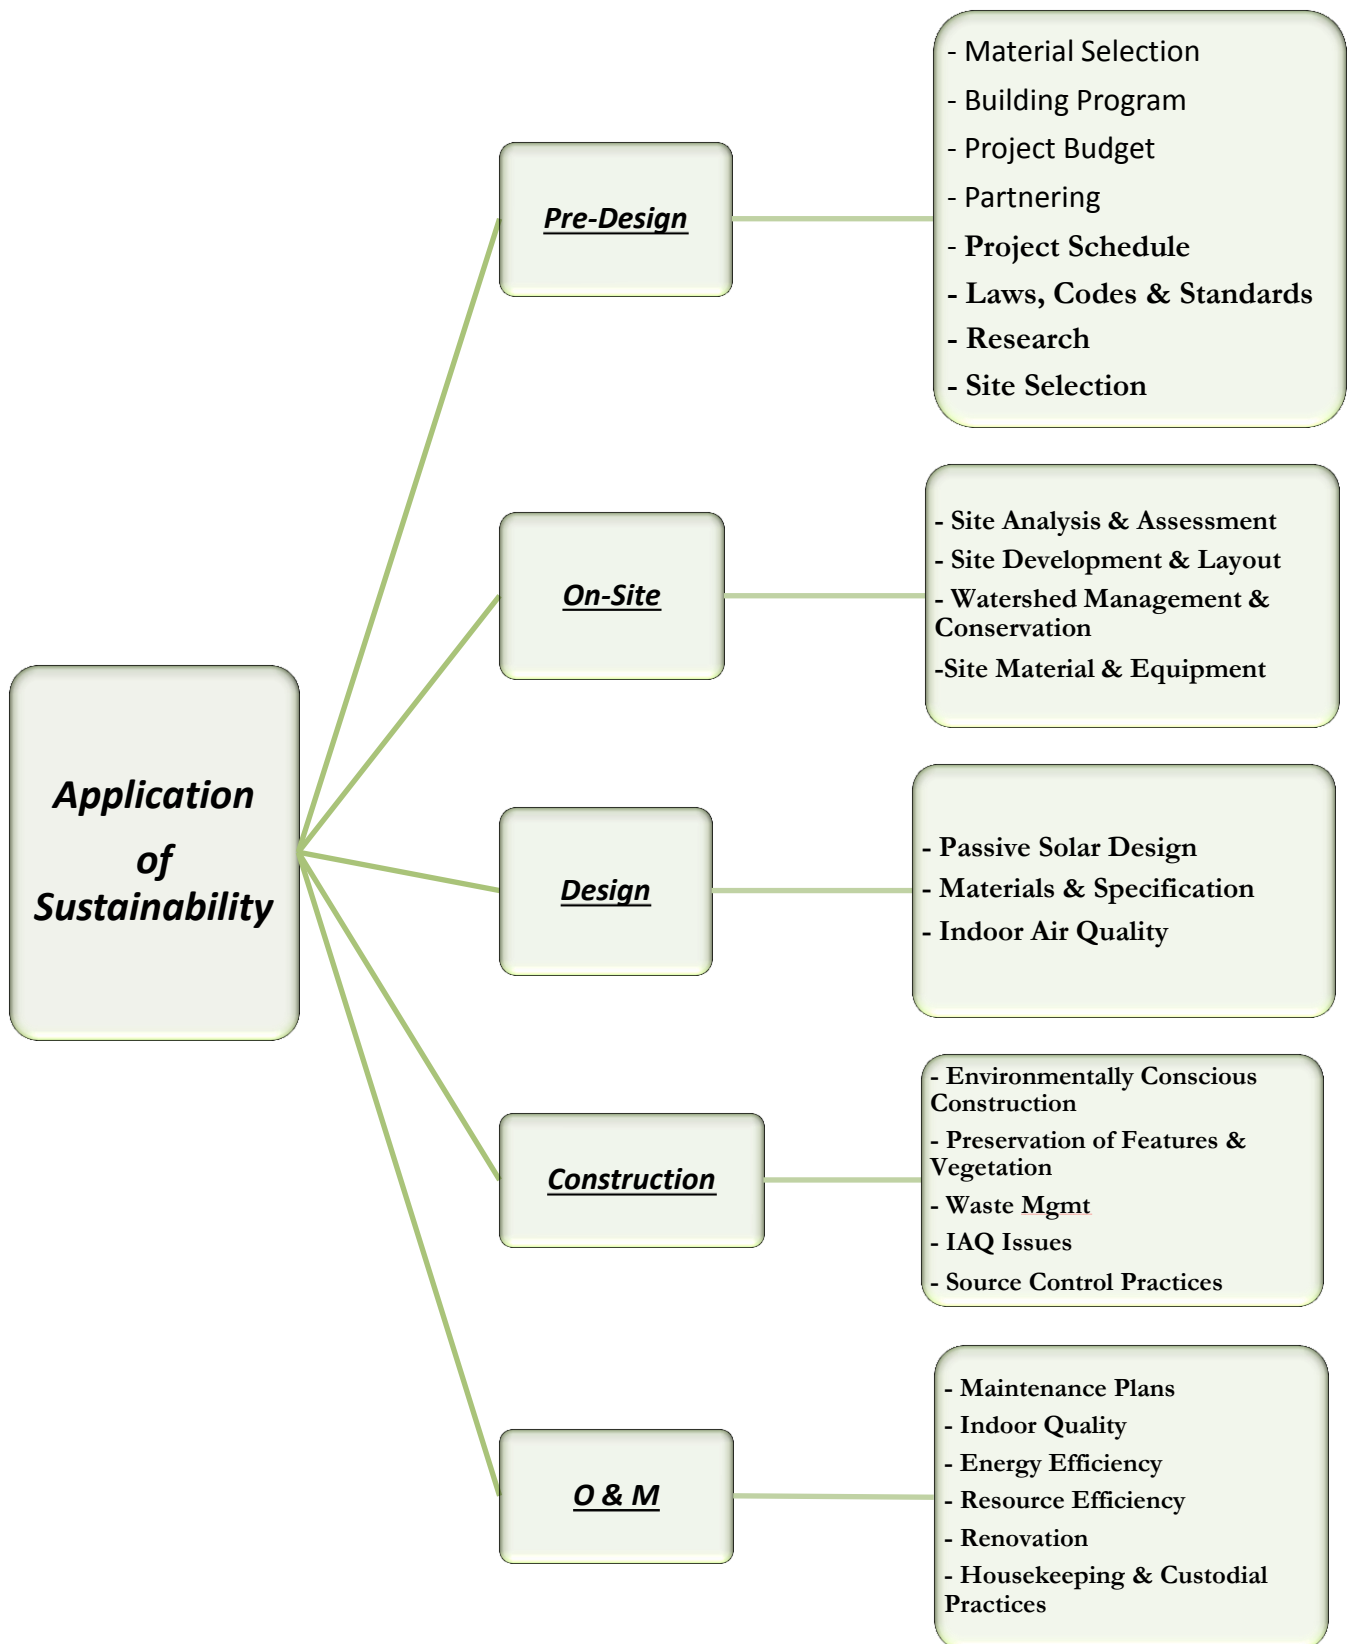 Application
of
Sustainability
Pre-Design
- Material Selection
- Building Program
- Project Budget
- Partnering
- Project Schedule
- Laws, Codes & Standards
- Research
- Site Selection
On-Site
- Site Analysis & Assessment
- Site Development & Layout
- Watershed Management &
Conservation
-Site Material & Equipment
Design
- Passive Solar Design
- Materials & Specification
- Indoor Air Quality
Construction
- Environmentally Conscious
Construction
- Preservation of Features &
Vegetation
- Waste Mgmt
- IAQ Issues
- Source Control Practices
O & M
- Maintenance Plans
- Indoor Quality
- Energy Efficiency
- Resource Efficiency
- Renovation
- Housekeeping & Custodial
Practices